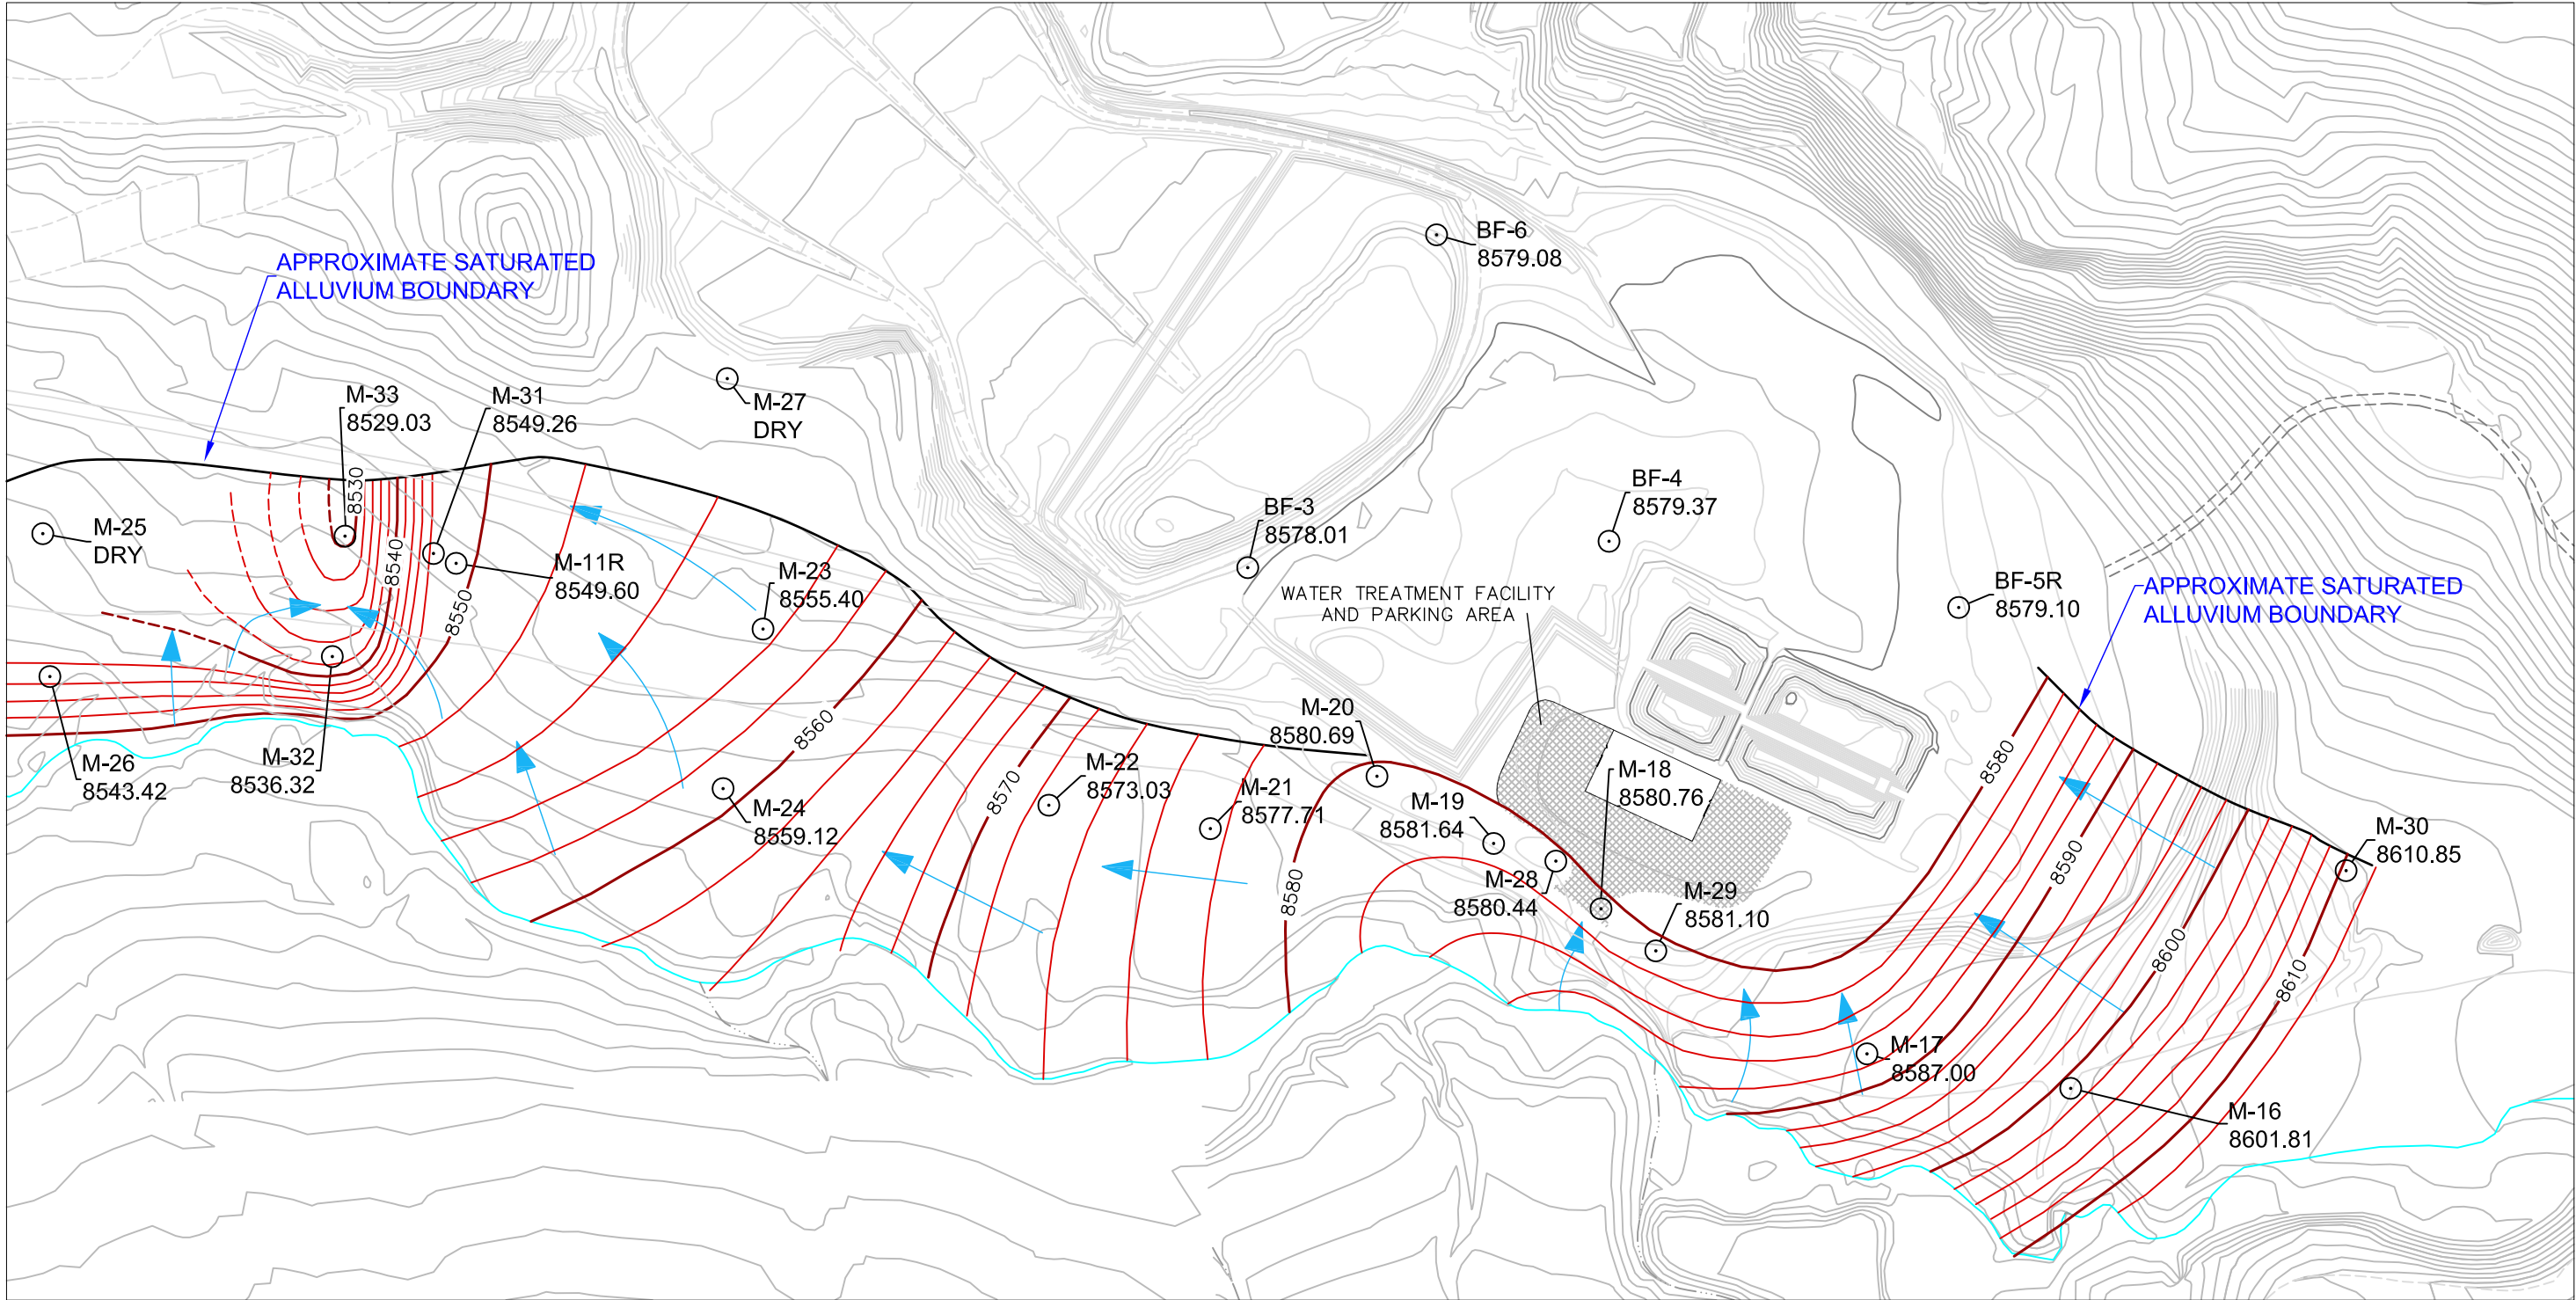 BF-6
8579.08
APPROXIMATE SATURATED
ALLUVIUM BOUNDARY
M-33
8529.03
M-31
8549.26
M-27
DRY
8530
BF-4
8579.37
BF-3
8578.01
M-25
DRY
8540
M-11R
8549.60
M-23
8555.40
WATER TREATMENT FACILITY
AND PARKING AREA
BF-5R
8579.10
APPROXIMATE SATURATED
ALLUVIUM BOUNDARY
8550
M-20
8580.69
8560
M-26
8543.42
M-32
8536.32
M-22
8573.03
8570
M-21
8577.71
M-18
8580.76
8580
M-19
8581.64
M-24
8559.12
M-30
8610.85
8590
8580
M-28
8580.44
M-29
8581.10
8600
8610
M-17
8587.00
M-16
8601.81